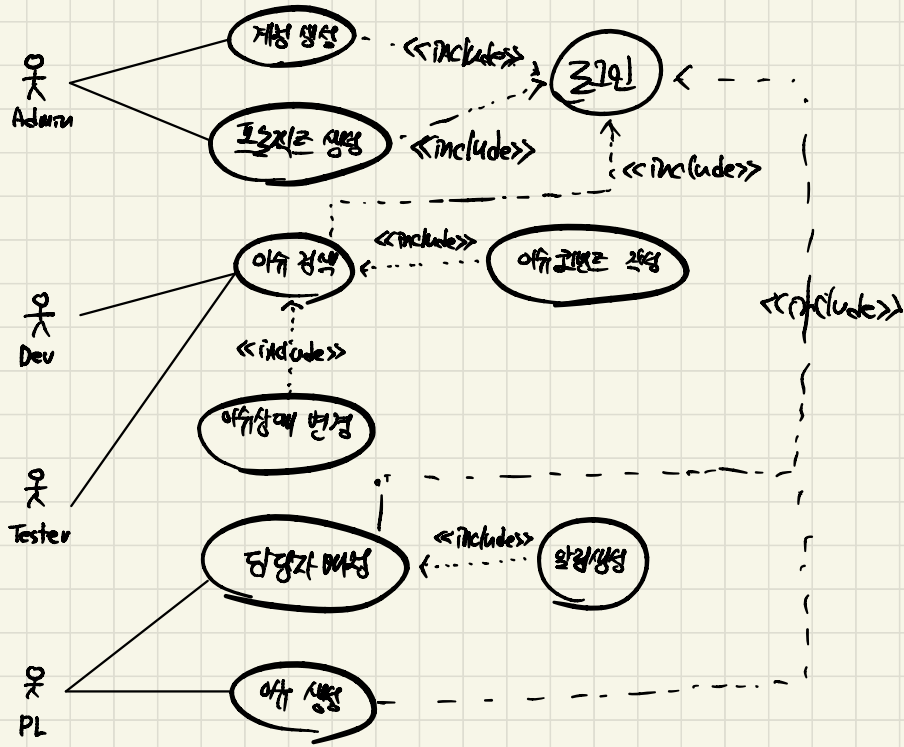 계정 생성
<<include>>
로그인
Admin
프로젝트 생성
<<include>>
<<include>>
이슈 검색
<<include>>
이슈 코멘트 작성
<<include>>
Dev
<<include>>
이슈상태 변경
Tester
담당자 배정
<<include>>
알림생성
PL
이슈 생성